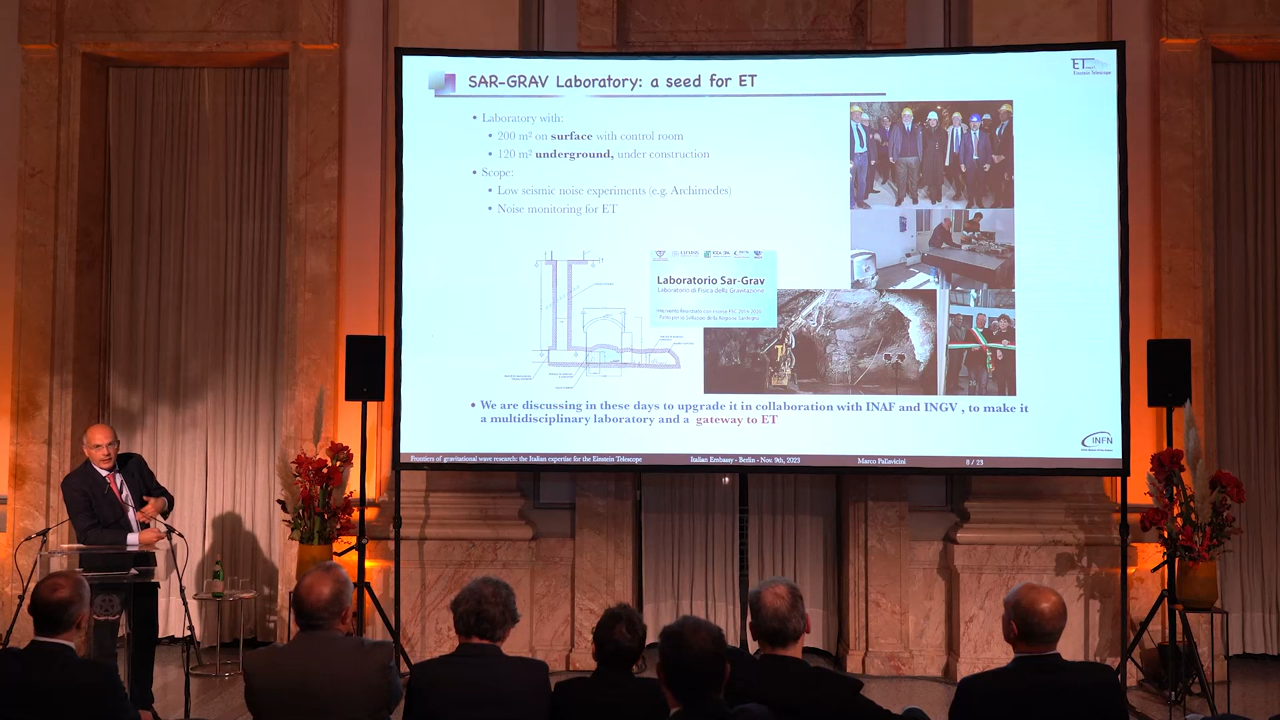 SAR-GRAV Laboratory: a seed for ET
ET
Einstein Telescope
• Laboratory with:
• 200 m² on surface with control room
• 120 m² underground, under construction
• Scope:
• Low seismic noise experiments (e.g. Archimedes)
• Noise monitoring for ET
Laboratorio Sar-Grav
Laboratorio di Fisica della Gravitazione
• We are discussing in these days to upgrade it in collaboration with INAF and INGV , to make it
a multidisciplinary laboratory and a gateway to ET
INFN
Frontiers of gravitational wave research: the Italian expertise for the Einstein Telescope
Italian Embassy - Berlin - Nov. 9th, 2023
Marco Pallavicini
8 / 23